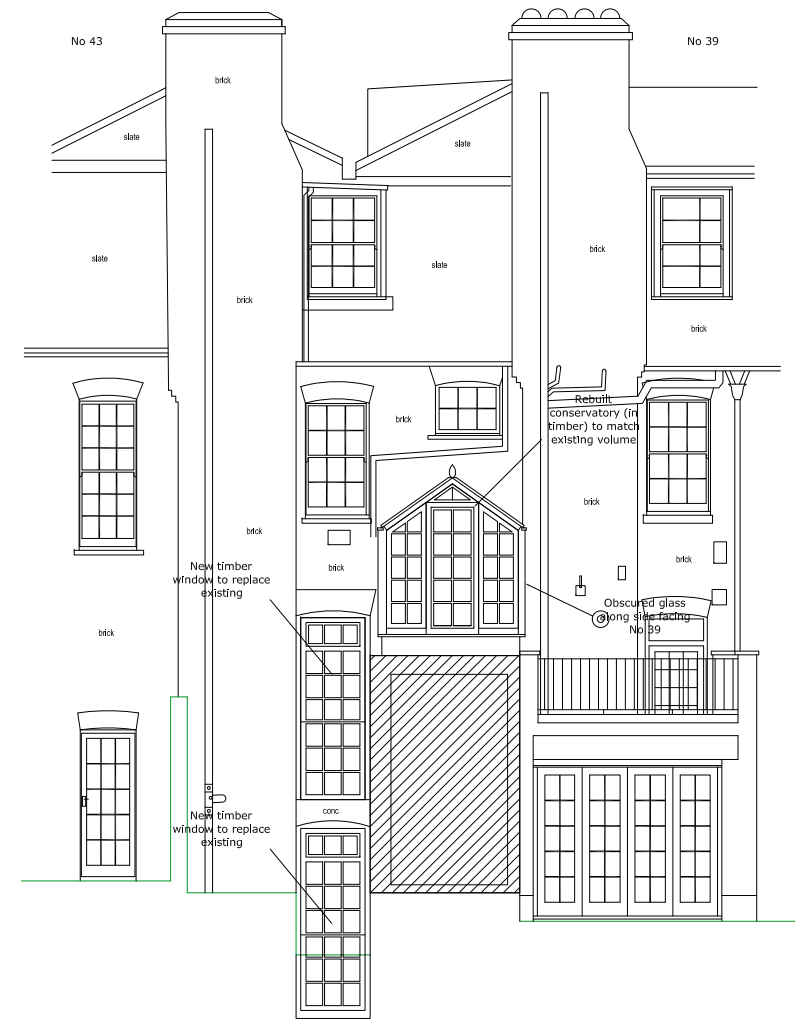 No 43
No 39
brick
slate
slate
slate
slate
brick
brick
brick
brick
Rebuilt
conservatory (in
timber) to match
existing volume
brick
brick
brick
brick
brick
New timber
window to replace
existing
Obscured glass
along side facing
No 39
brick
conc
New timber
window to replace
existing